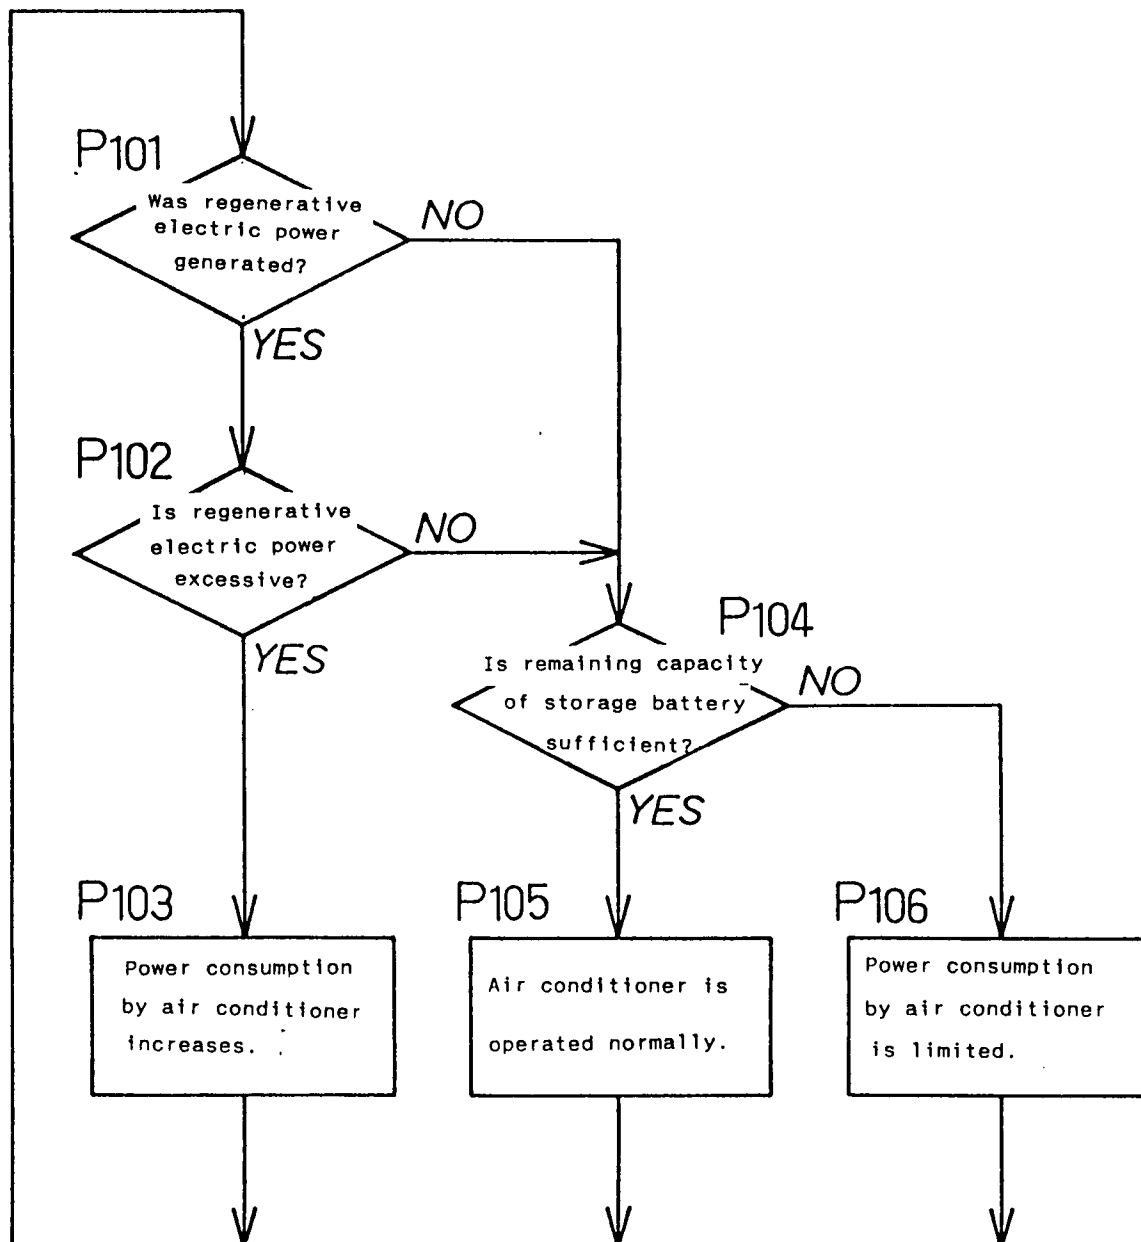 P101
Was regenerative
electric power
generated?
NO
YES
P102
Is regenerative
electric power
excessive?
NO
YES
P104
Is remaining capacity
of storage battery
sufficient?
NO
YES
P103
Power consumption
by air conditioner
increases.
P105
Air conditioner is
operated normally.
P106
Power consumption
by air conditioner
is limited.